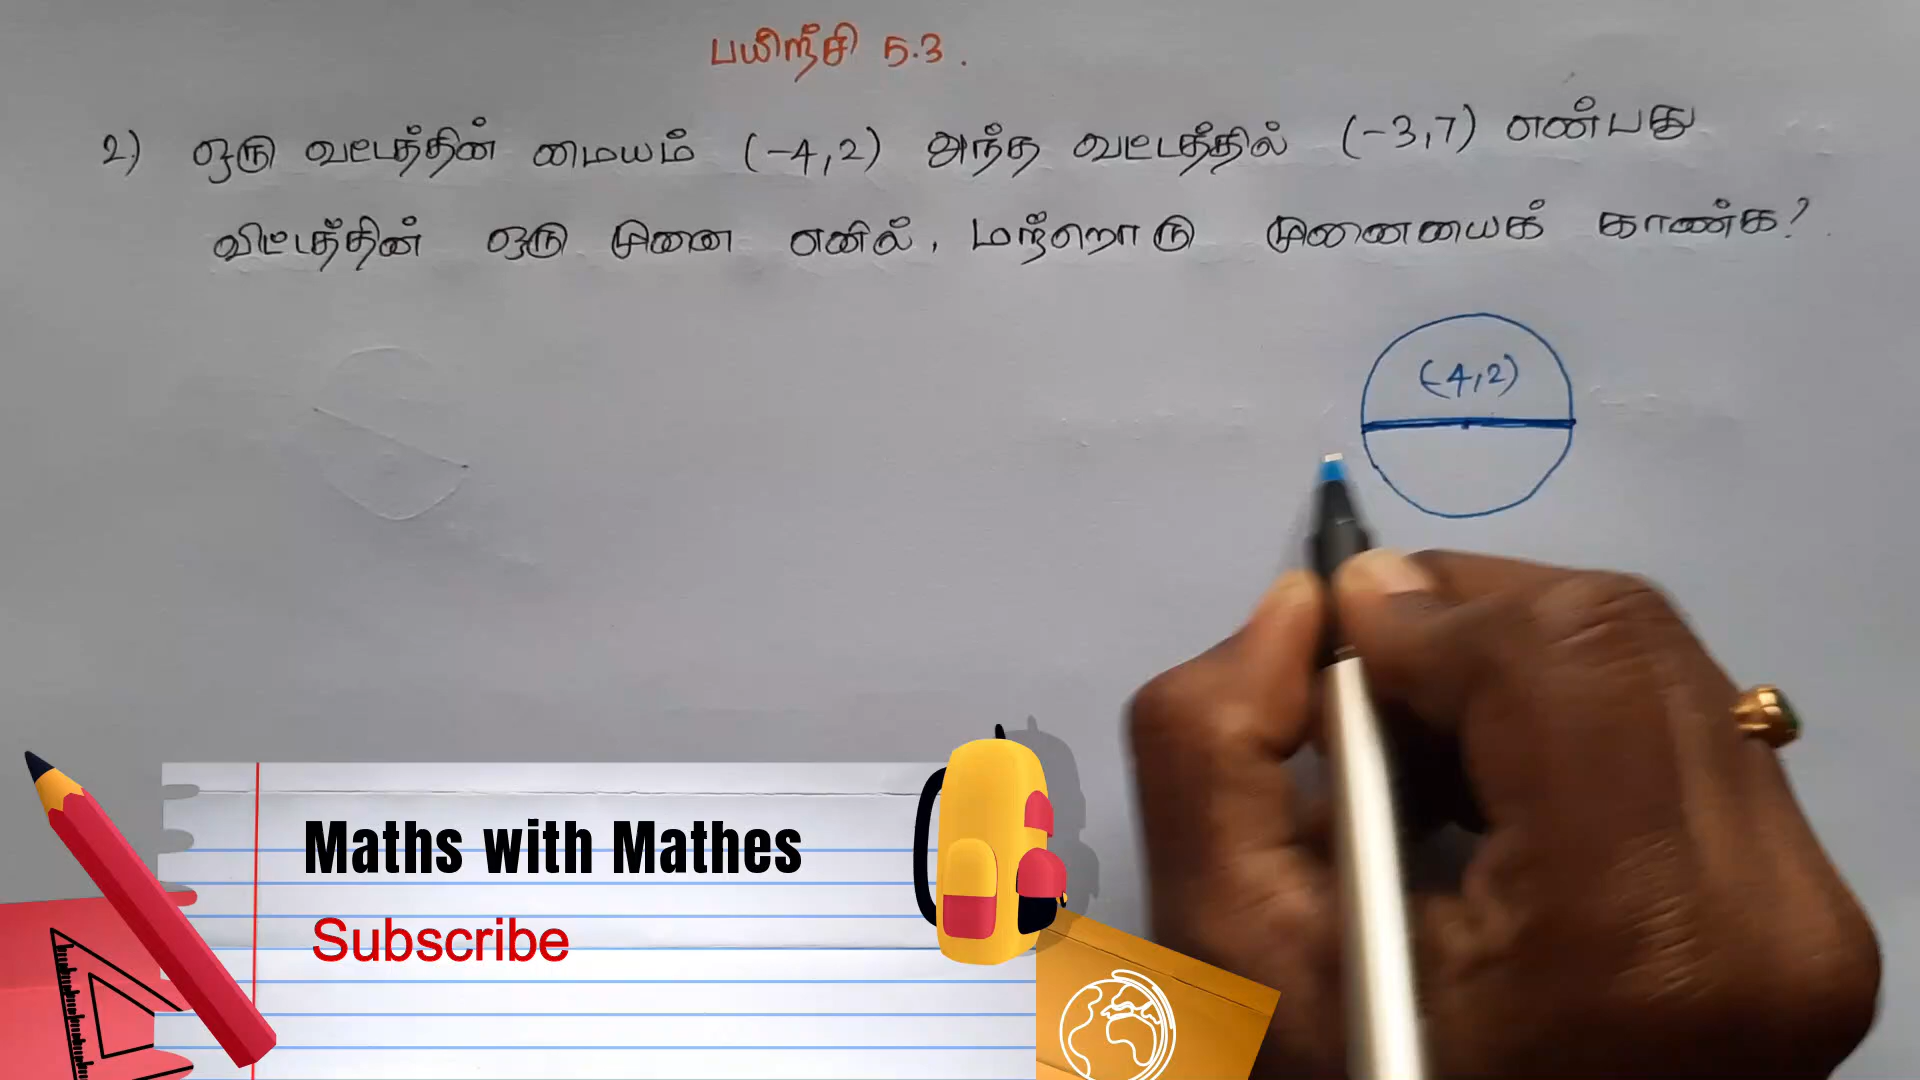 பயிற்சி 5.3.
2) ஒரு வட்டத்தின் மையம் (-4,2) அந்த வட்டத்தில் (-3,7) என்பது
விட்டத்தின் ஒரு முனை எனில், மற்றொரு முனையைக் காண்க?
(-4,2)
Maths with Mathes
Subscribe